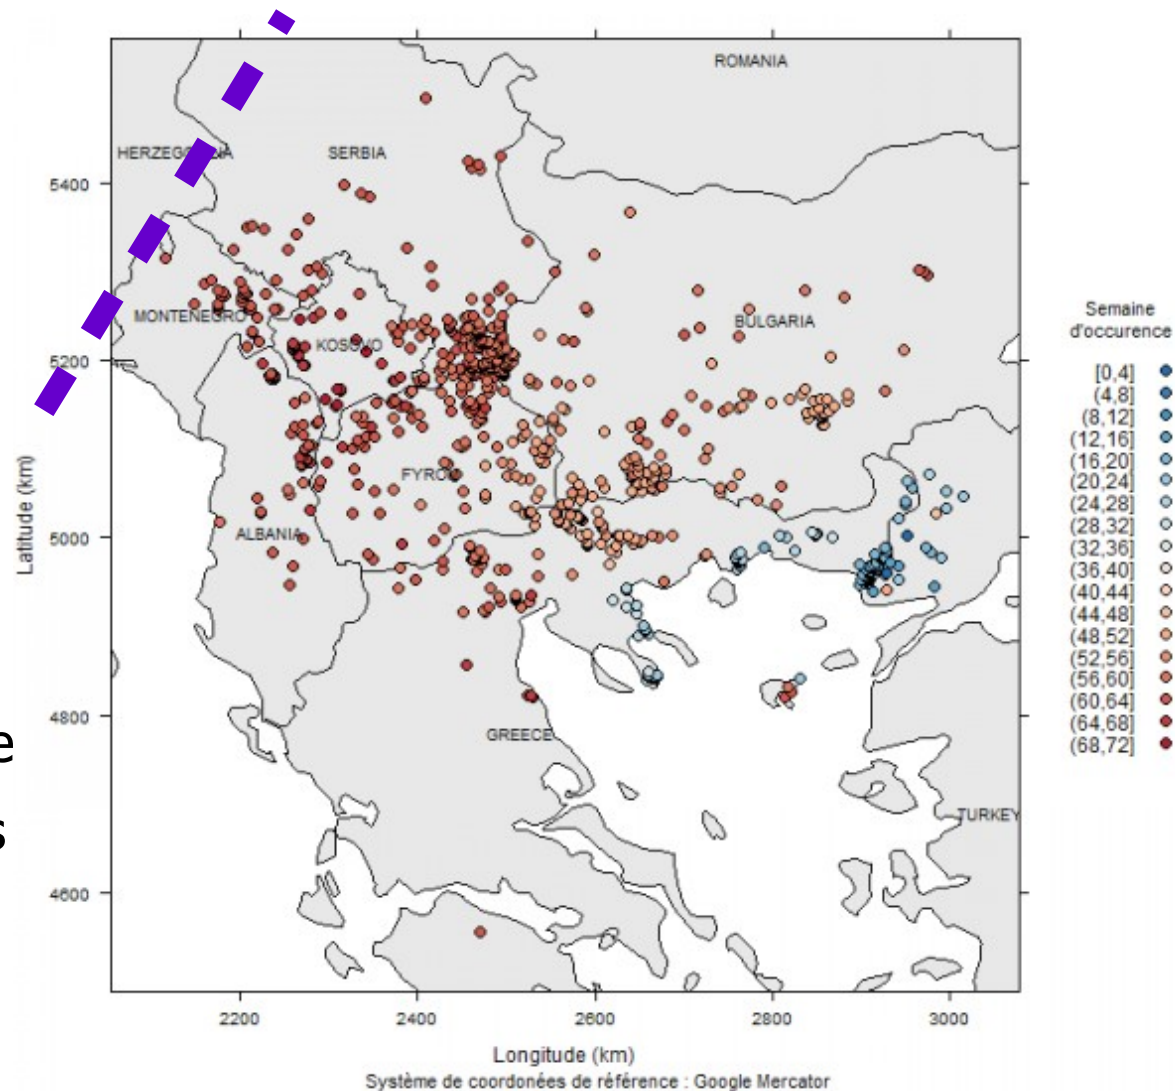 ROMANIA
HERZEGOVINA
SERBIA
5400
MONTENEGRO
BULGARIA
KOSOVO
5200
FYROM
5000
ALBANIA
4800
GREECE
TURKEY
4600
2200
2400
2600
2800
3000
Latitude (km)
Longitude (km)
Système de coordonées de référence : Google Mercator
Semaine
d'occurence
[0,4]
(4,8]
(8,12]
(12,16]
(16,20]
(20,24]
(24,28]
(28,32]
(32,36]
(36,40]
(40,44]
(44,48]
(48,52]
(52,56]
(56,60]
(60,64]
(64,68]
(68,72]
e
s